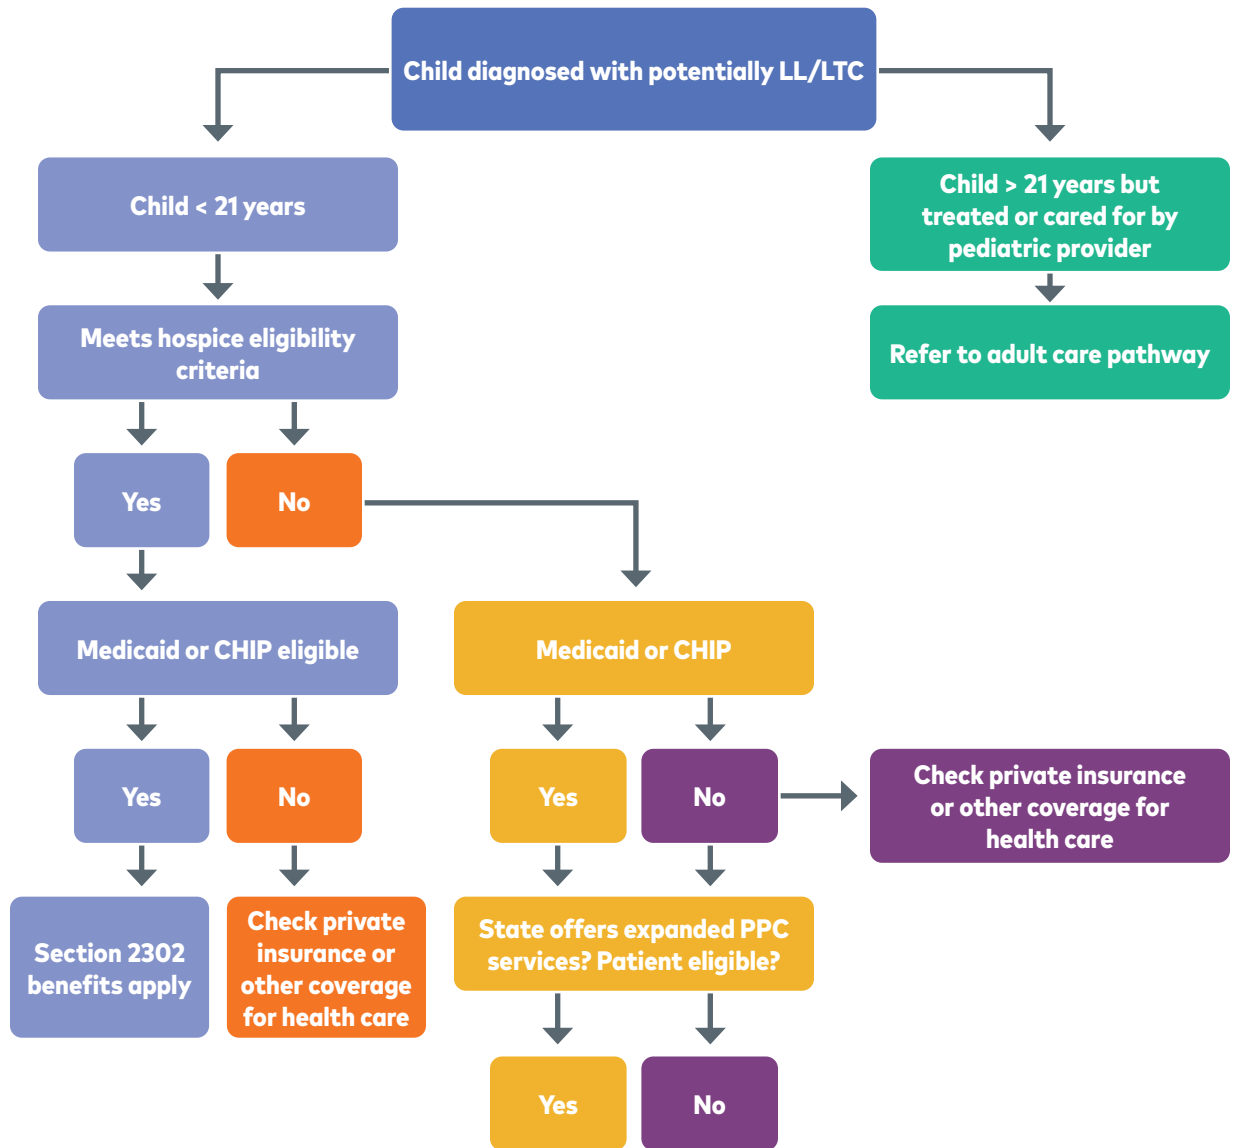 Child diagnosed with potentially LL/LTC
Child < 21 years
Child > 21 years but
treated or cared for by
pediatric provider
Meets hospice eligibility
criteria
Refer to adult care pathway
Yes
No
Medicaid or CHIP eligible
Medicaid or CHIP
Yes
No
Yes
No
Check private insurance
or other coverage for
health care
Section 2302
benefits apply
Check private
insurance or
other coverage
for health care
State offers expanded PPC
services? Patient eligible?
Yes
No